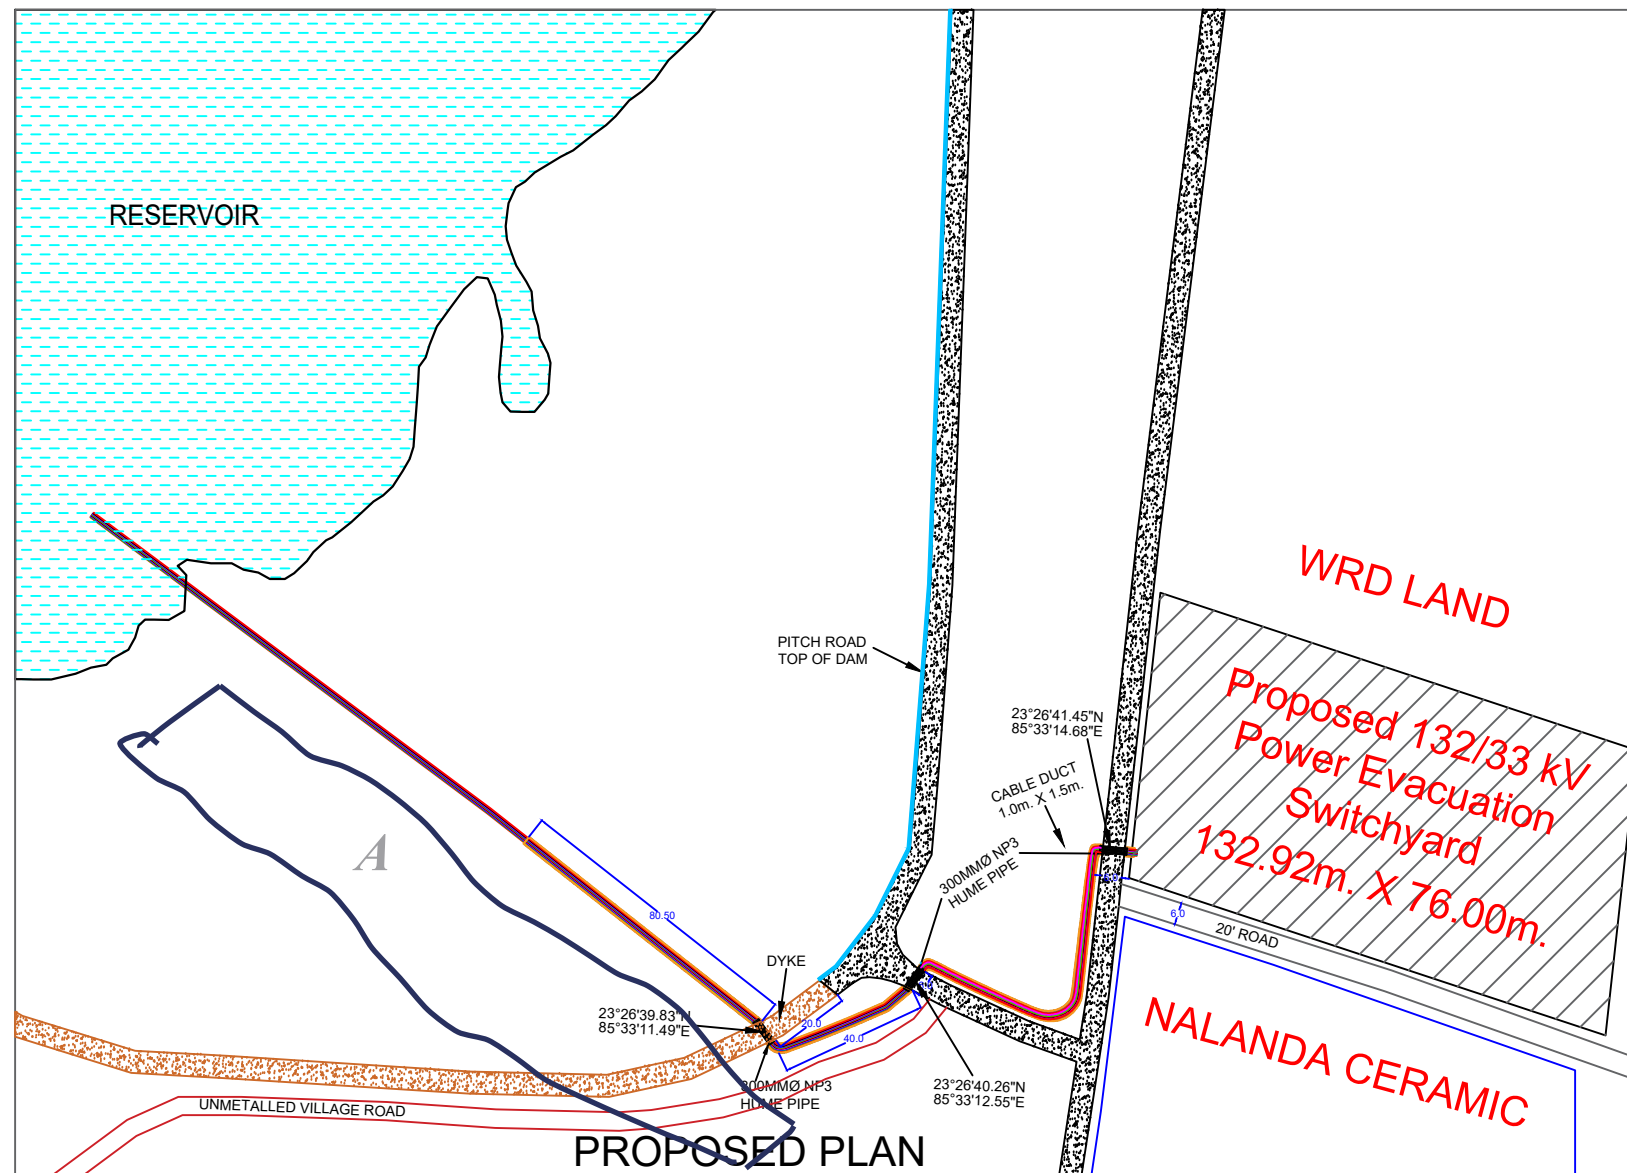 RESERVOIR
WRD LAND
PITCH ROAD
TOP OF DAM
Proposed 132/33 kV
Power Evacuation
Switchyard
132.92m. X 76.00m.
23°26'41.45"N
85°33'14.68"E
CABLE DUCT
1.0m. X 1.5m.
300MMØ NP3
HUME PIPE
A
80.50
6.0
20' ROAD
DYKE
23°26'39.83"N
85°33'11.49"E
20.0
40.0
NALANDA CERAMIC
300MMØ NP3
HUME PIPE
23°26'40.26"N
85°33'12.55"E
UNMETALLED VILLAGE ROAD
PROPOSED PLAN